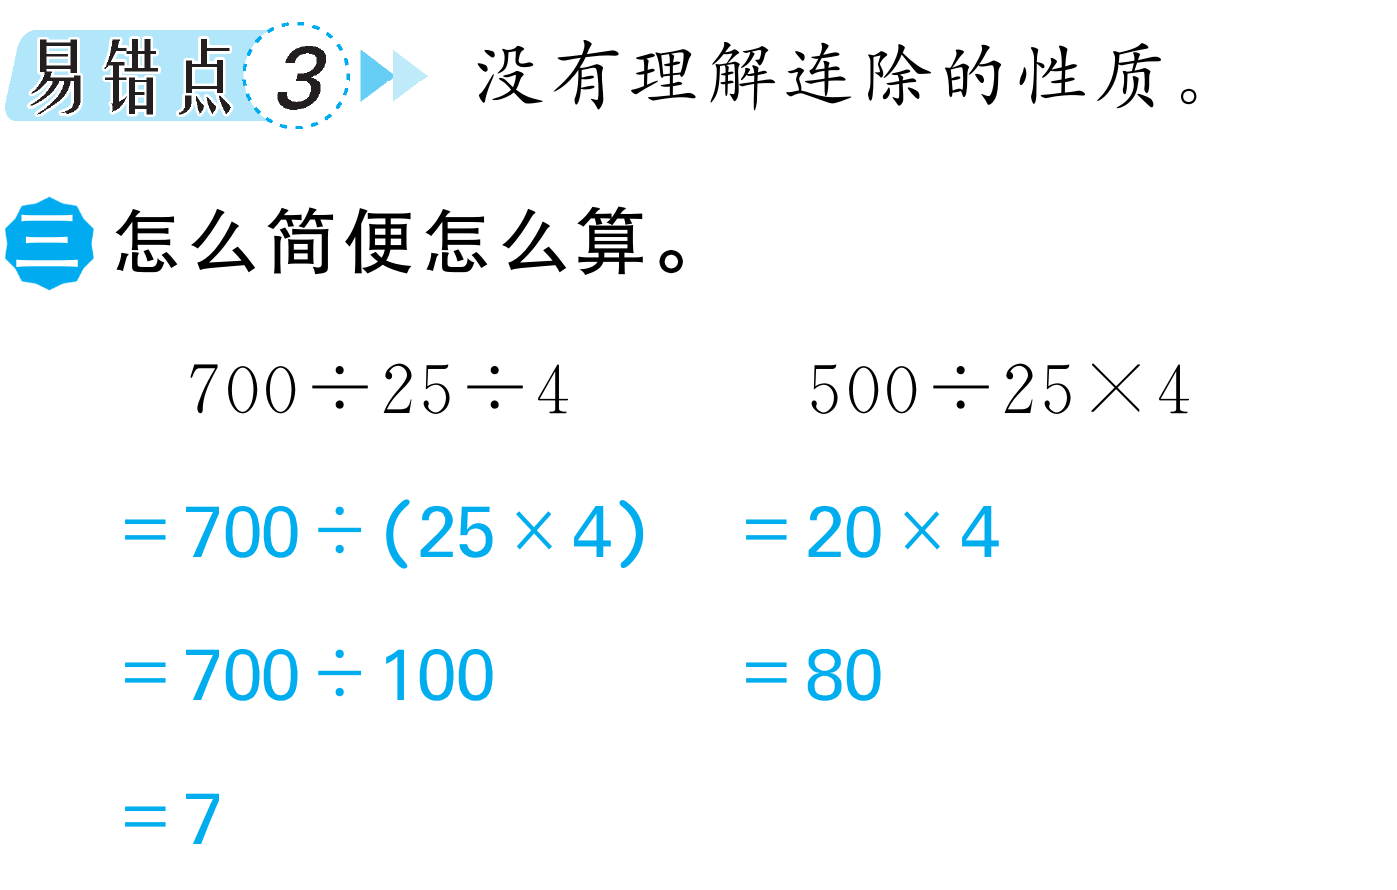 易错点 3 没有理解连除的性质。
三 怎么简便怎么算。
700÷25÷4 500÷25×4
=700÷(25×4) =20×4
=700÷100 =80
=7